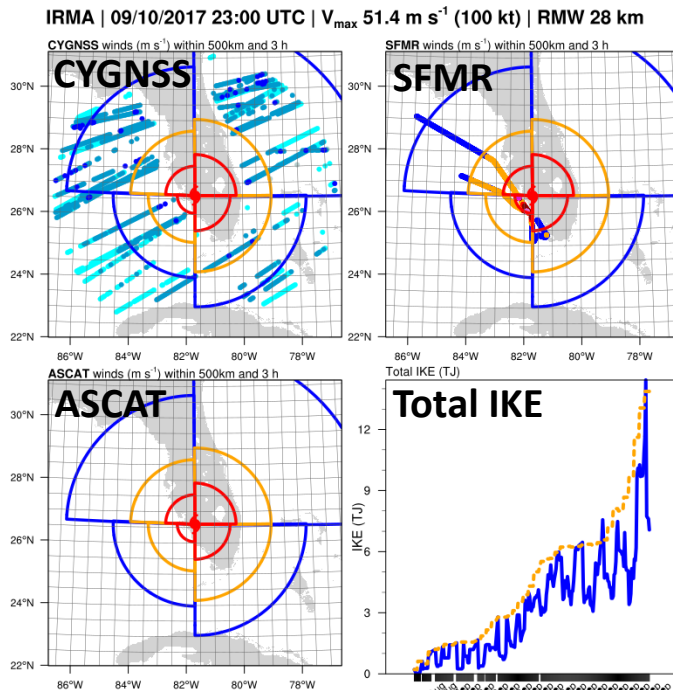 IRMA | 09/10/2017 23:00 UTC | Vmax 51.4 m s⁻¹ (100 kt) | RMW 28 km
CYGNSS winds (m s⁻¹) within 500km and 3 h
CYGNSS
30°N
28°N
26°N
24°N
22°N
86°W 84°W 82°W 80°W 78°W
SFMR winds (m s⁻¹) within 500km and 3 h
SFMR
30°N
28°N
26°N
24°N
22°N
86°W 84°W 82°W 80°W 78°W
ASCAT winds (m s⁻¹) within 500km and 3 h
ASCAT
30°N
28°N
26°N
24°N
22°N
86°W 84°W 82°W 80°W 78°W
Total IKE (TJ)
Total IKE
IKE (TJ)
12
9
6
3
0